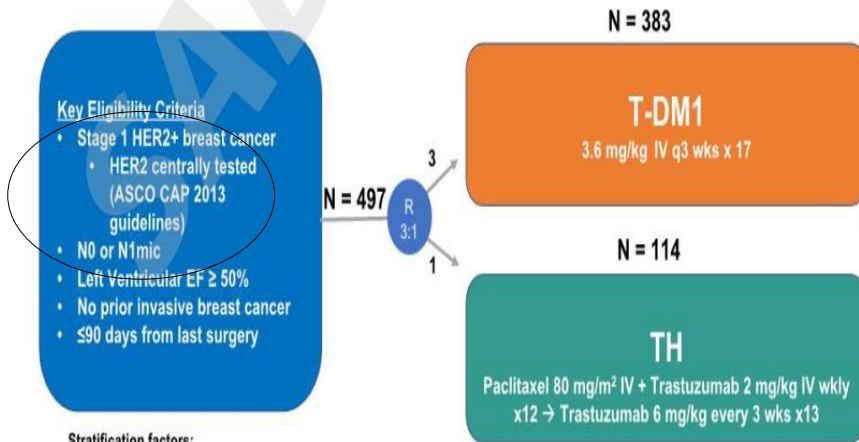 N = 383
Key Eligibility Criteria
• Stage 1 HER2+ breast cancer
• HER2 centrally tested
(ASCO CAP 2013
guidelines)
• N0 or N1mic
• Left Ventricular EF ≥ 50%
• No prior invasive breast cancer
• ≤90 days from last surgery
N = 497
R
3:1
3
1
T-DM1
3.6 mg/kg IV q3 wks x 17
N = 114
TH
Paclitaxel 80 mg/m² IV + Trastuzumab 2 mg/kg IV wkly
x12 → Trastuzumab 6 mg/kg every 3 wks x13
Stratification factors: